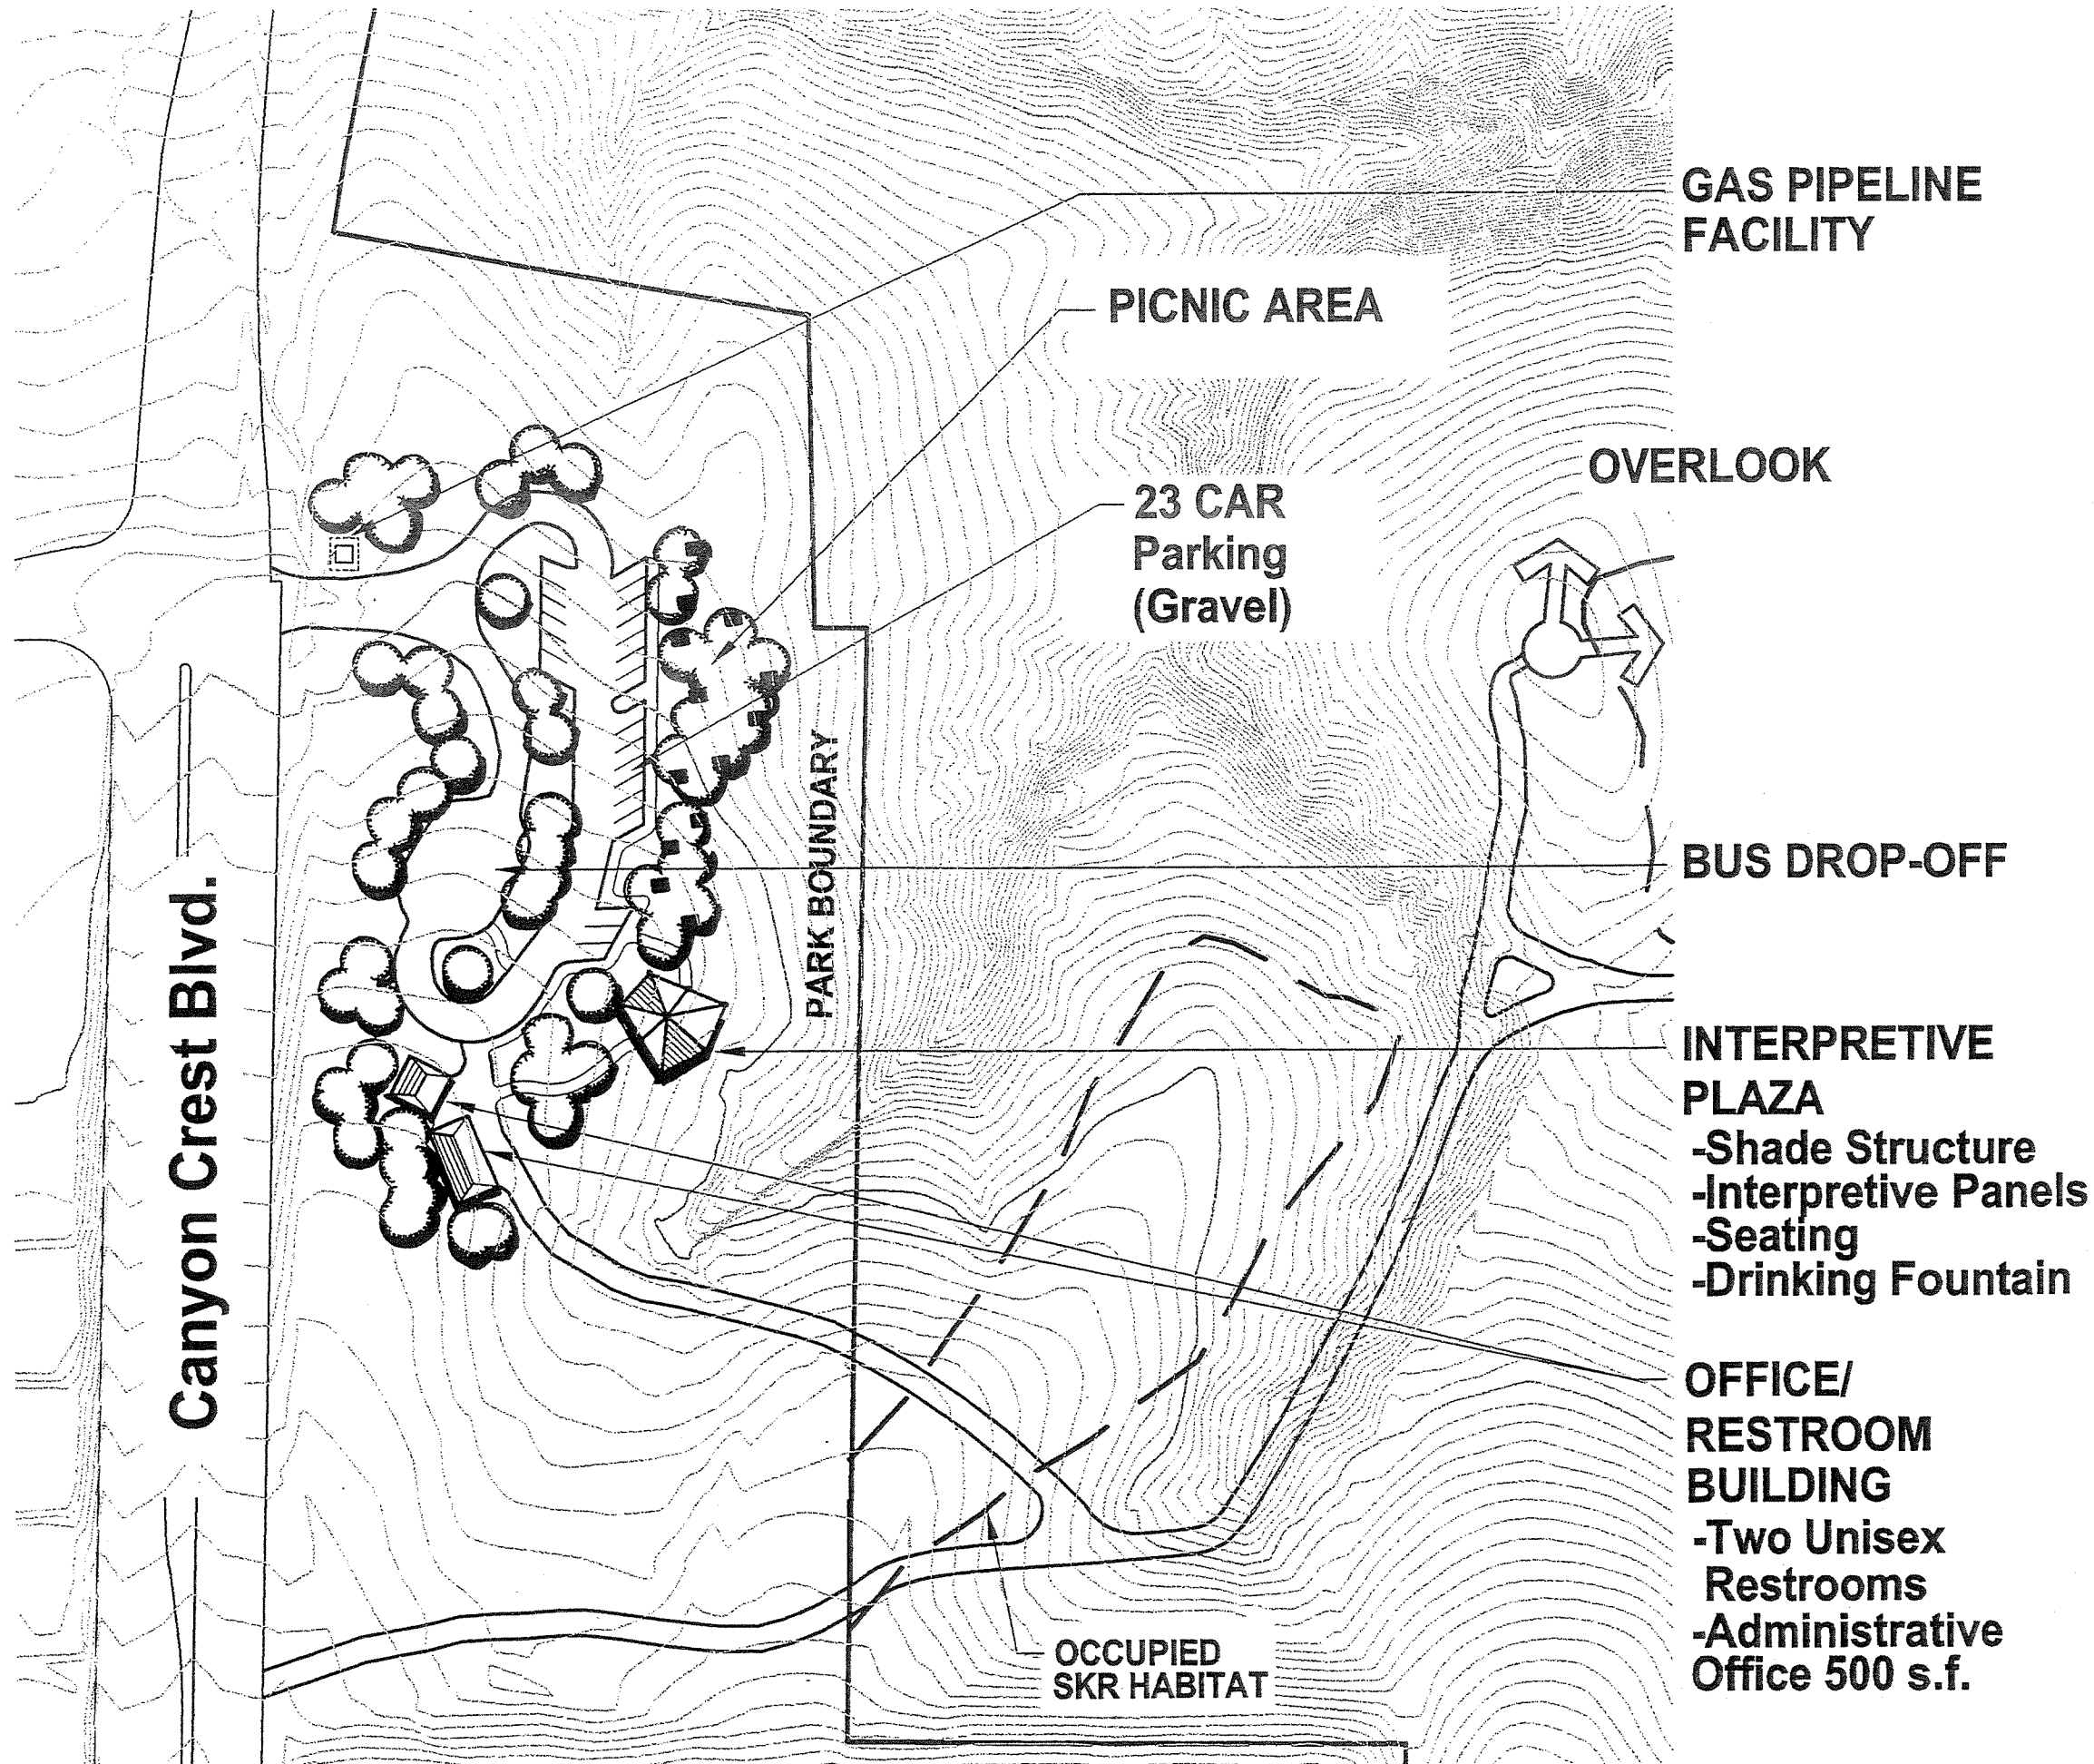 GAS PIPELINE
FACILITY
PICNIC AREA
OVERLOOK
23 CAR
Parking
(Gravel)
PARK BOUNDARY
BUS DROP-OFF
Canyon Crest Blvd.
INTERPRETIVE
PLAZA
-Shade Structure
-Interpretive Panels
-Seating
-Drinking Fountain
OFFICE/
RESTROOM
BUILDING
-Two Unisex
Restrooms
-Administrative
Office 500 s.f.
OCCUPIED
SKR HABITAT